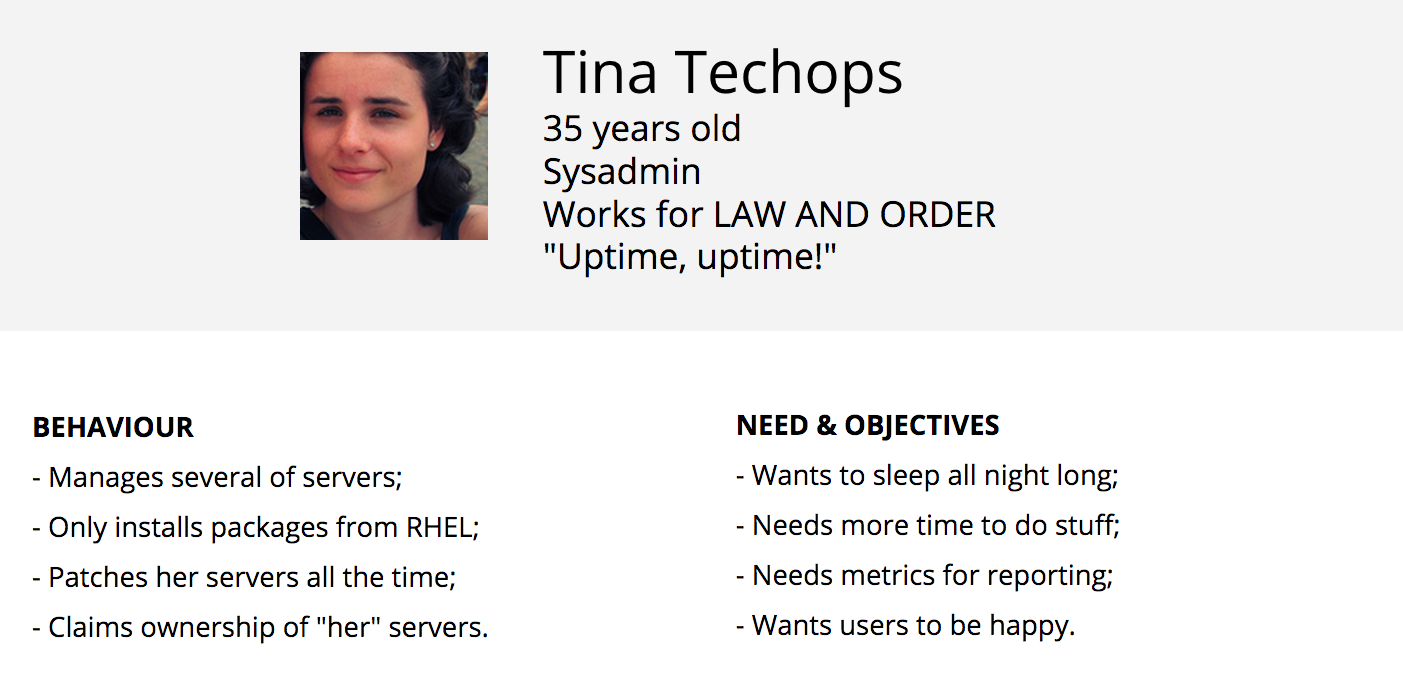 Tina Techops
35 years old
Sysadmin
Works for LAW AND ORDER
"Uptime, uptime!"
BEHAVIOUR
- Manages several of servers;
- Only installs packages from RHEL;
- Patches her servers all the time;
- Claims ownership of "her" servers.
NEED & OBJECTIVES
- Wants to sleep all night long;
- Needs more time to do stuff;
- Needs metrics for reporting;
- Wants users to be happy.